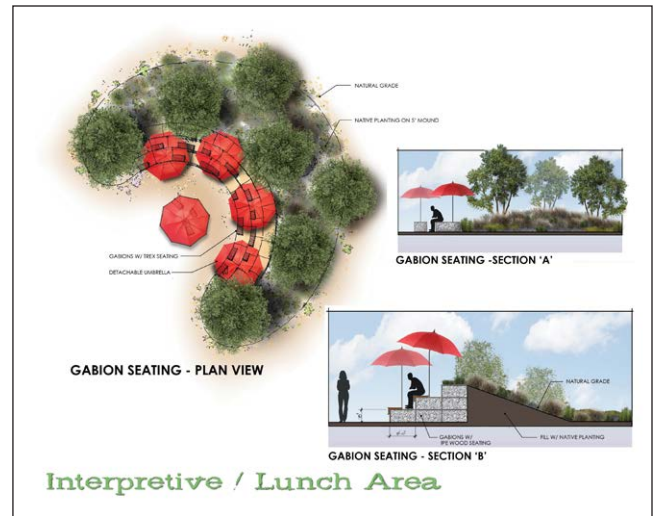 NATURAL GRADE
NATIVE PLANTING ON 5' MOUND
GABIONS W/ TREX SEATING
DETACHABLE UMBRELLA
GABION SEATING - PLAN VIEW
GABION SEATING -SECTION 'A'
NATURAL GRADE
GABIONS W/
IPE WOOD SEATING
FILL W/ NATIVE PLANTING
GABION SEATING - SECTION 'B'
Interpretive / Lunch Area